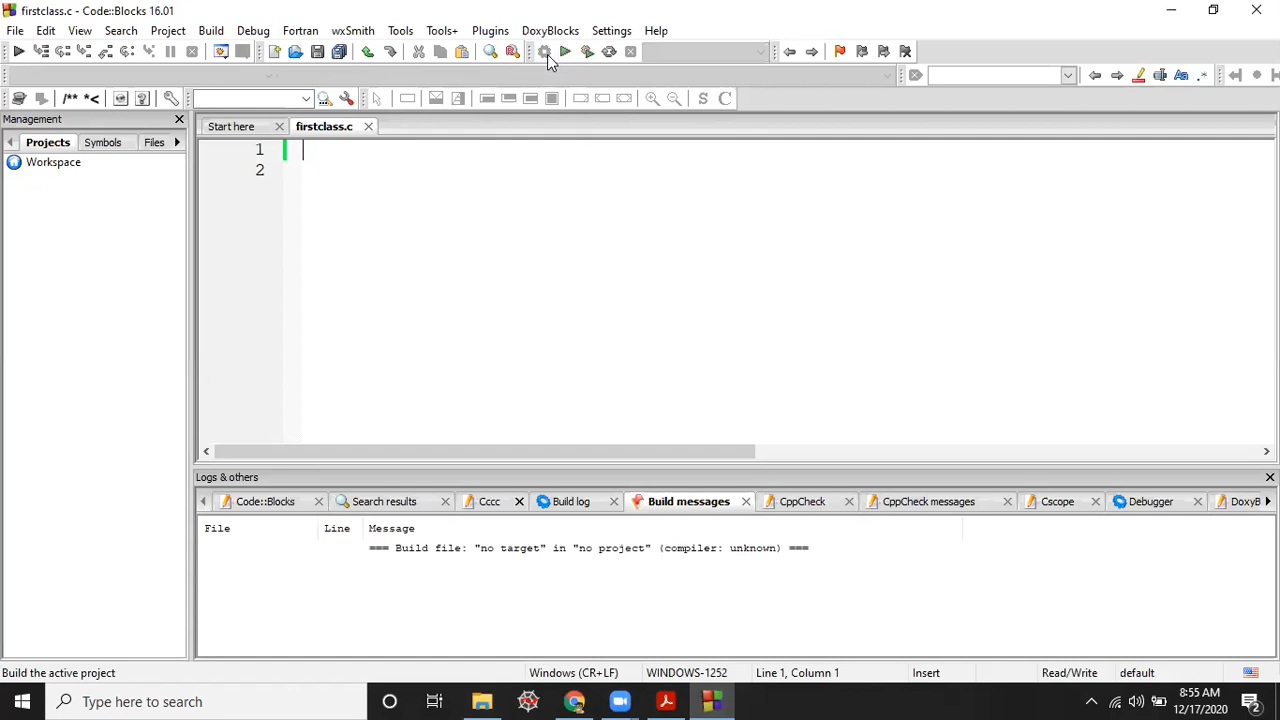 firstclass.c - Code::Blocks 16.01
File Edit View Search Project Build Debug Fortran wxSmith Tools Tools+ Plugins DoxyBlocks Settings Help
/** *<
S C
Aa .*
Management
Start here firstclass.c
Projects Symbols Files
1
Workspace
2
Logs & others
Code::Blocks Search results Cccc Build log Build messages CppCheck CppCheck messages Cscope Debugger DoxyB
File Line Message
=== Build file: "no target" in "no project" (compiler: unknown) ===
Build the active project Windows (CR+LF) WINDOWS-1252 Line 1, Column 1 Insert Read/Write default
Type here to search
8:55 AM
12/17/2020
2